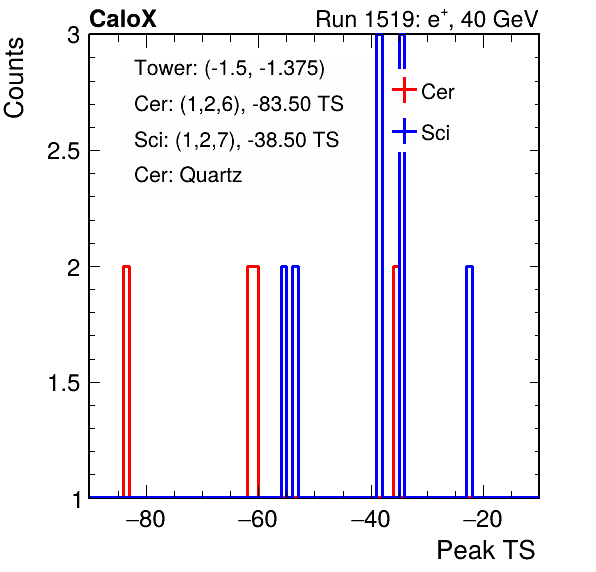 CaloX Run 1519: e+, 40 GeV
Counts
3
2.5
2
1.5
1
Tower: (-1.5, -1.375)
Cer: (1,2,6), -83.50 TS
Sci: (1,2,7), -38.50 TS
Cer: Quartz
Cer
Sci
−80 −60 −40 −20
Peak TS